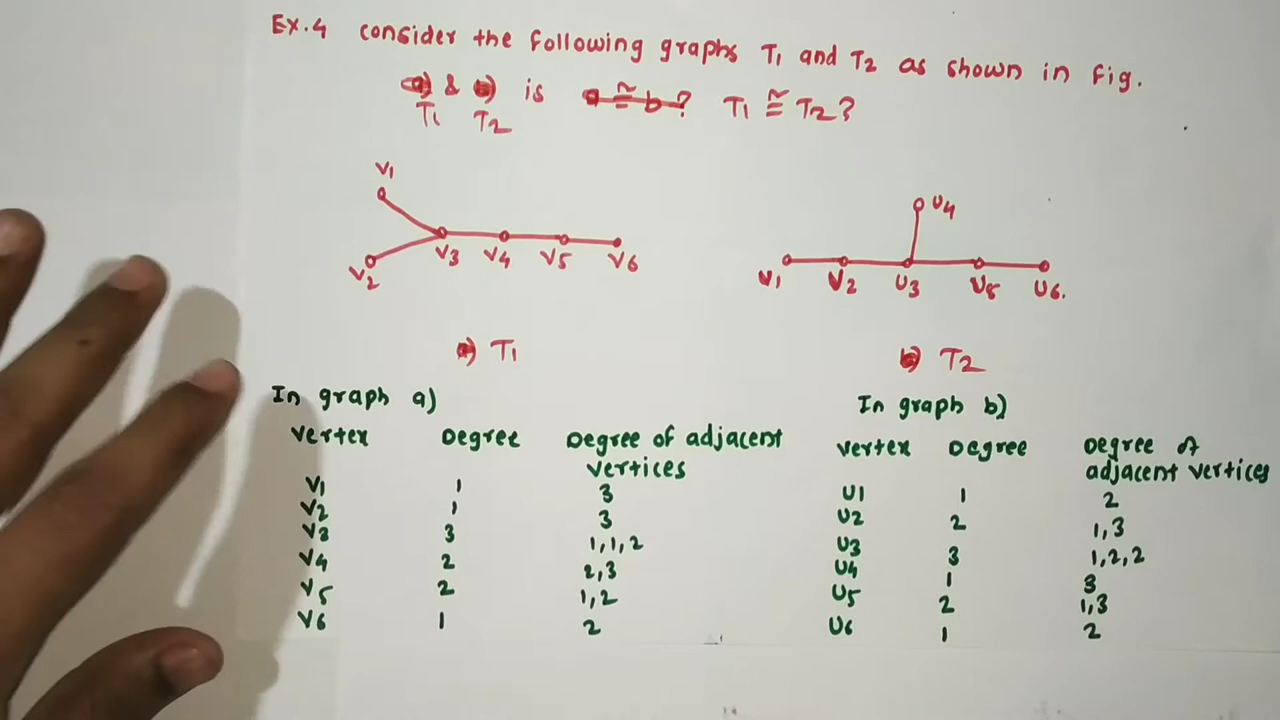 Ex.4 consider the following graphs T1 and T2 as shown in fig.
a) & b) is a ≅ b? T1 ≅ T2?
T1 T2
V1
V2 V3 V4 V5 V6
U4
V1 V2 U3 U5 U6.
a) T1
b) T2
In graph a)
vertex Degree Degree of adjacent vertices
V1 1 3
V2 1 3
V3 3 1,1,2
V4 2 2,3
V5 2 1,2
V6 1 2
In graph b)
vertex Degree Degree of adjacent vertices
U1 1 2
U2 2 1,3
U3 3 1,2,2
U4 1 3
U5 2 1,3
U6 1 2